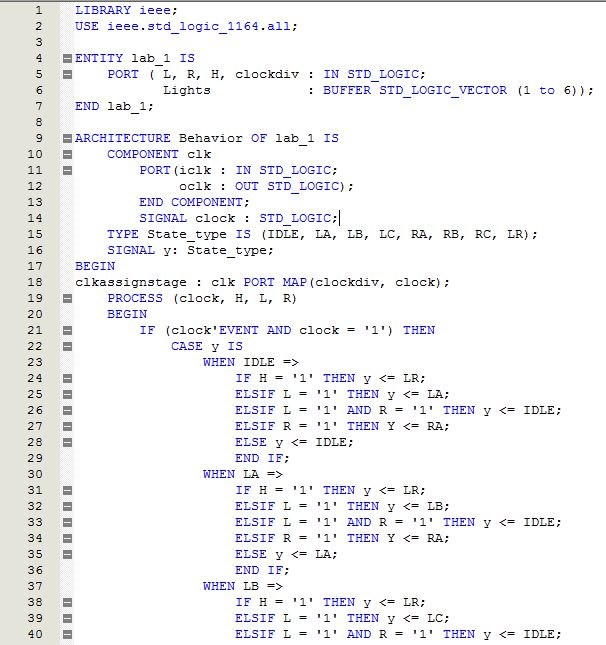 1 LIBRARY ieee;
2 USE ieee.std_logic_1164.all;
3
4 ENTITY lab_1 IS
5 PORT ( L, R, H, clockdiv : IN STD_LOGIC;
6 Lights : BUFFER STD_LOGIC_VECTOR (1 to 6));
7 END lab_1;
8
9 ARCHITECTURE Behavior OF lab_1 IS
10 COMPONENT clk
11 PORT(iclk : IN STD_LOGIC;
12 oclk : OUT STD_LOGIC);
13 END COMPONENT;
14 SIGNAL clock : STD_LOGIC;
15 TYPE State_type IS (IDLE, LA, LB, LC, RA, RB, RC, LR);
16 SIGNAL y: State_type;
17 BEGIN
18 clkassignstage : clk PORT MAP(clockdiv, clock);
19 PROCESS (clock, H, L, R)
20 BEGIN
21 IF (clock'EVENT AND clock = '1') THEN
22 CASE y IS
23 WHEN IDLE =>
24 IF H = '1' THEN y <= LR;
25 ELSIF L = '1' THEN y <= LA;
26 ELSIF L = '1' AND R = '1' THEN y <= IDLE;
27 ELSIF R = '1' THEN Y <= RA;
28 ELSE y <= IDLE;
29 END IF;
30 WHEN LA =>
31 IF H = '1' THEN y <= LR;
32 ELSIF L = '1' THEN y <= LB;
33 ELSIF L = '1' AND R = '1' THEN y <= IDLE;
34 ELSIF R = '1' THEN Y <= RA;
35 ELSE y <= LA;
36 END IF;
37 WHEN LB =>
38 IF H = '1' THEN y <= LR;
39 ELSIF L = '1' THEN y <= LC;
40 ELSIF L = '1' AND R = '1' THEN y <= IDLE;